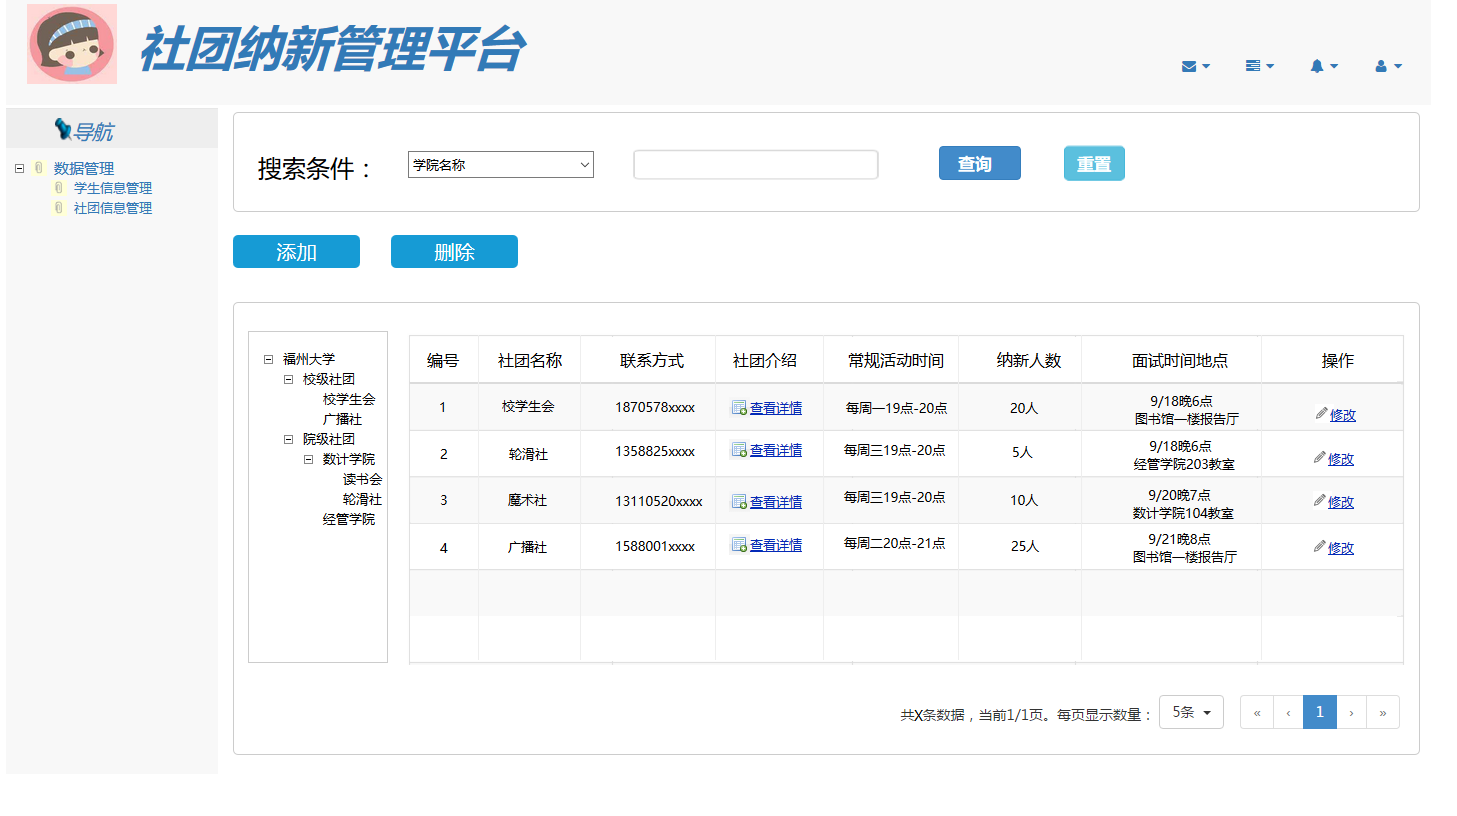 社团纳新管理平台
导航
数据管理
学生信息管理
社团信息管理
搜索条件：
学院名称
查询
重置
添加
删除
福州大学
校级社团
校学生会
广播社
院级社团
数计学院
读书会
轮滑社
经管学院
编号 社团名称 联系方式 社团介绍 常规活动时间 纳新人数 面试时间地点 操作
1 校学生会 1870578xxxx 查看详情 每周一19点-20点 20人 9/18晚6点
图书馆一楼报告厅 修改
2 轮滑社 1358825xxxx 查看详情 每周三19点-20点 5人 9/18晚6点
经管学院203教室 修改
3 魔术社 13110520xxxx 查看详情 每周三19点-20点 10人 9/20晚7点
数计学院104教室 修改
4 广播社 1588001xxxx 查看详情 每周二20点-21点 25人 9/21晚8点
图书馆一楼报告厅 修改
共X条数据，当前1/1页。每页显示数量： 5条 « ‹ 1 › »